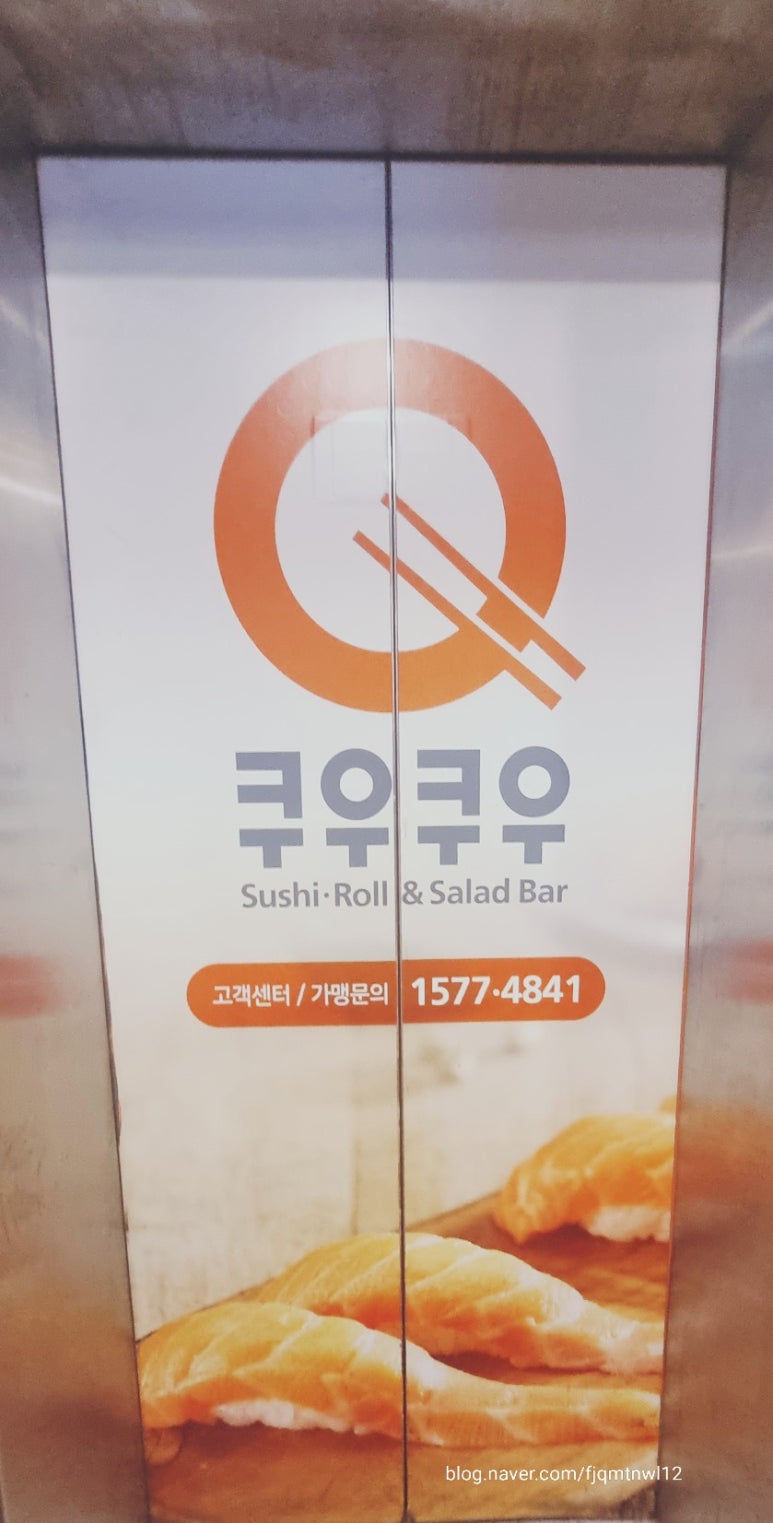 쿠우쿠우
Sushi·Roll & Salad Bar
고객센터 / 가맹문의 1577·4841
blog.naver.com/fjqmtnwl12